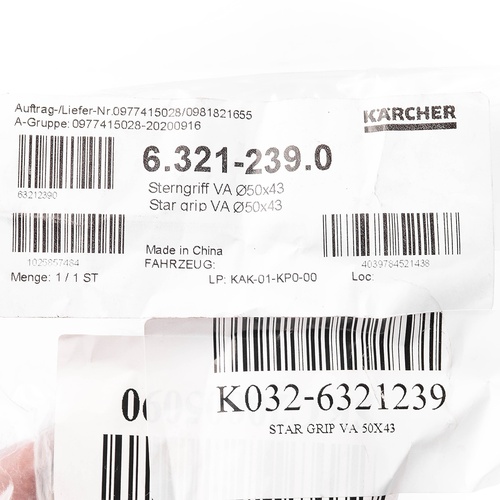 Auftrag-/Liefer-Nr.0977415028/0981821655
A-Gruppe: 0977415028-20200916
KÄRCHER
6.321-239.0
63212390
Sterngriff VA Ø50x43
Star grip VA Ø50x43
1025857484
Made in China
FAHRZEUG:
4039784521438
Menge: 1 / 1 ST
LP: KAK-01-KP0-00
Loc:
K032-6321239
STAR GRIP VA 50X43